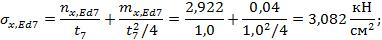 σx,Ed7 = nx,Ed7/t7 + mx,Ed7/(t7²/4) = 2,922/1,0 + 0,04/(1,0²/4) = 3,082 кН/см²;